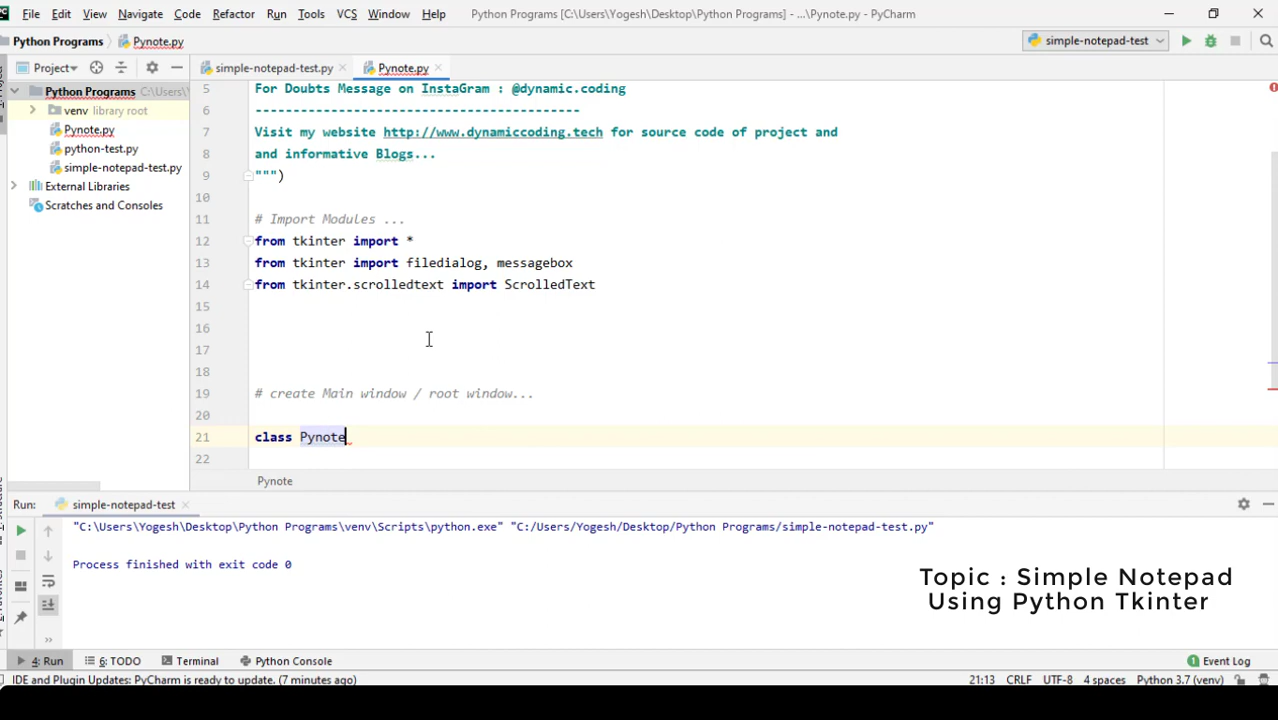 File Edit View Navigate Code Refactor Run Tools VCS Window Help Python Programs [C:\Users\Yogesh\Desktop\Python Programs] - ...\Pynote.py - PyCharm
Python Programs Pynote.py simple-notepad-test
Project simple-notepad-test.py Pynote.py
Python Programs C:\Users\Y
venv library root
Pynote.py
python-test.py
simple-notepad-test.py
External Libraries
Scratches and Consoles
5 For Doubts Message on InstaGram : @dynamic.coding
6 -------------------------------------------
7 Visit my website http://www.dynamiccoding.tech for source code of project and
8 and informative Blogs...
9 """)
10
11 # Import Modules ...
12 from tkinter import *
13 from tkinter import filedialog, messagebox
14 from tkinter.scrolledtext import ScrolledText
15
16
17
18
19 # create Main window / root window...
20
21 class Pynote
22
Pynote
Run: simple-notepad-test
"C:\Users\Yogesh\Desktop\Python Programs\venv\Scripts\python.exe" "C:/Users/Yogesh/Desktop/Python Programs/simple-notepad-test.py"
Process finished with exit code 0
Topic : Simple Notepad
Using Python Tkinter
4: Run 6: TODO Terminal Python Console 1 Event Log
IDE and Plugin Updates: PyCharm is ready to update. (7 minutes ago) 21:13 CRLF UTF-8 4 spaces Python 3.7 (venv)